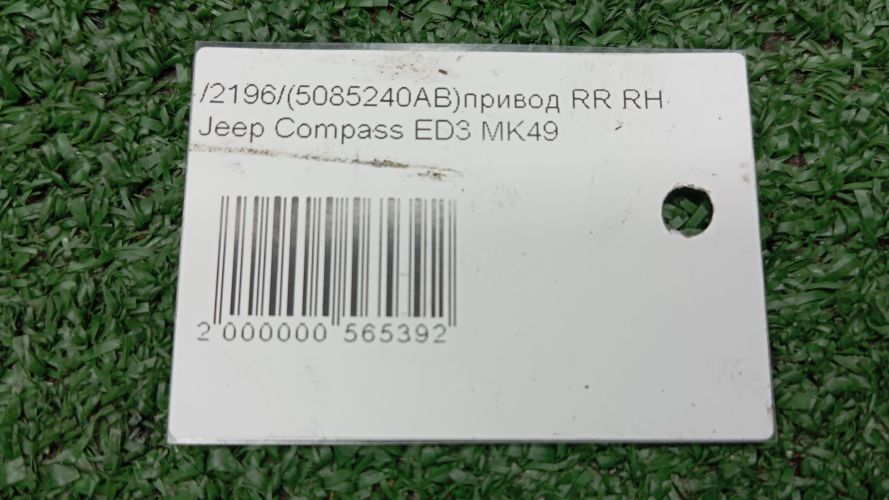 /2196/(5085240AB)привод RR RH
Jeep Compass ED3 MK49
2 000000 565392